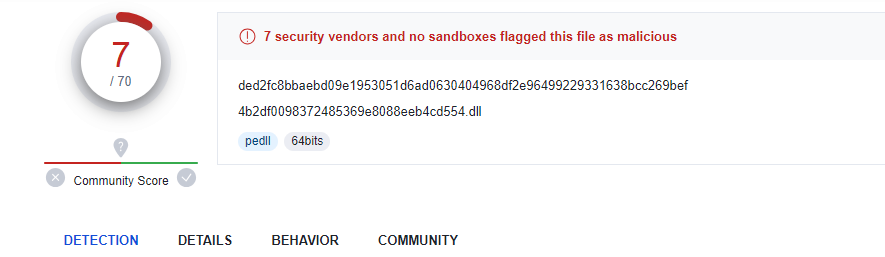 7
/ 70
?
Community Score
7 security vendors and no sandboxes flagged this file as malicious
ded2fc8bbaebd09e1953051d6ad0630404968df2e96499229331638bcc269bef
4b2df0098372485369e8088eeb4cd554.dll
pedll 64bits
DETECTION DETAILS BEHAVIOR COMMUNITY